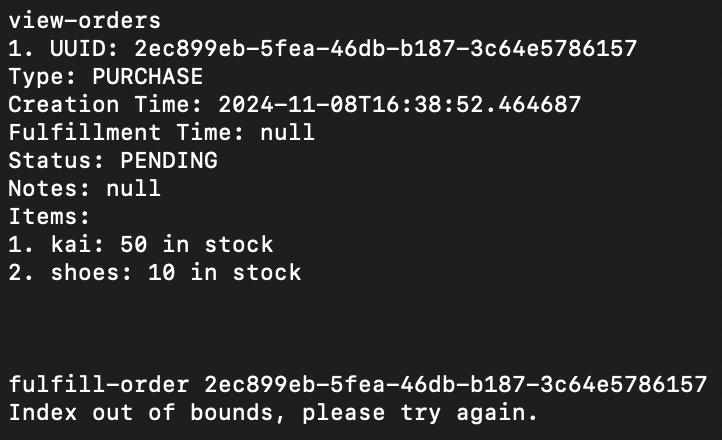 view-orders
1. UUID: 2ec899eb-5fea-46db-b187-3c64e5786157
Type: PURCHASE
Creation Time: 2024-11-08T16:38:52.464687
Fulfillment Time: null
Status: PENDING
Notes: null
Items:
1. kai: 50 in stock
2. shoes: 10 in stock
fulfill-order 2ec899eb-5fea-46db-b187-3c64e5786157
Index out of bounds, please try again.